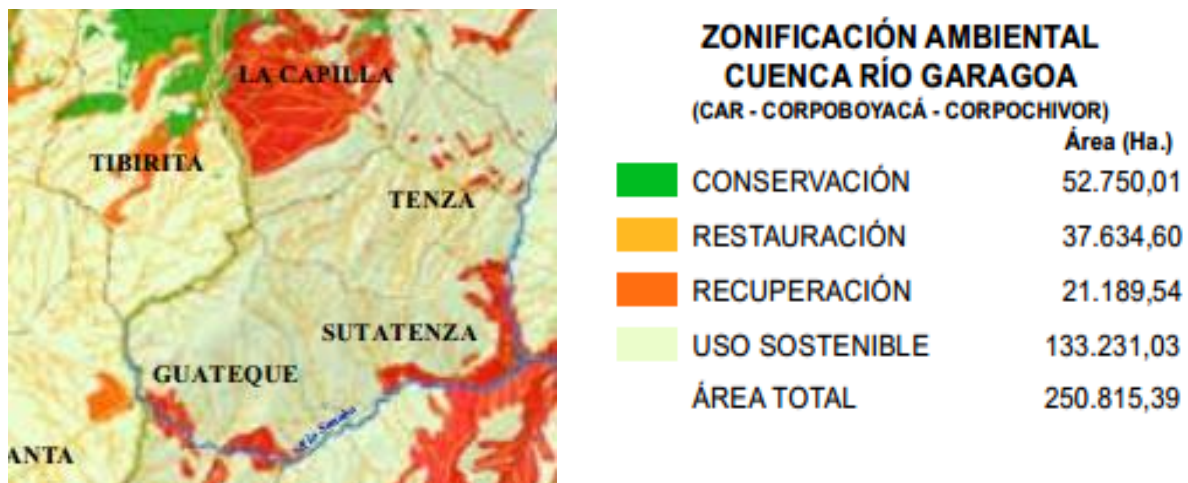 LA CAPILLA
TIBIRITA
TENZA
SUTATENZA
GUATEQUE
Río Sunuba
ANTA
ZONIFICACIÓN AMBIENTAL
CUENCA RÍO GARAGOA
(CAR - CORPOBOYACÁ - CORPOCHIVOR)
Área (Ha.)
CONSERVACIÓN 52.750,01
RESTAURACIÓN 37.634,60
RECUPERACIÓN 21.189,54
USO SOSTENIBLE 133.231,03
ÁREA TOTAL 250.815,39